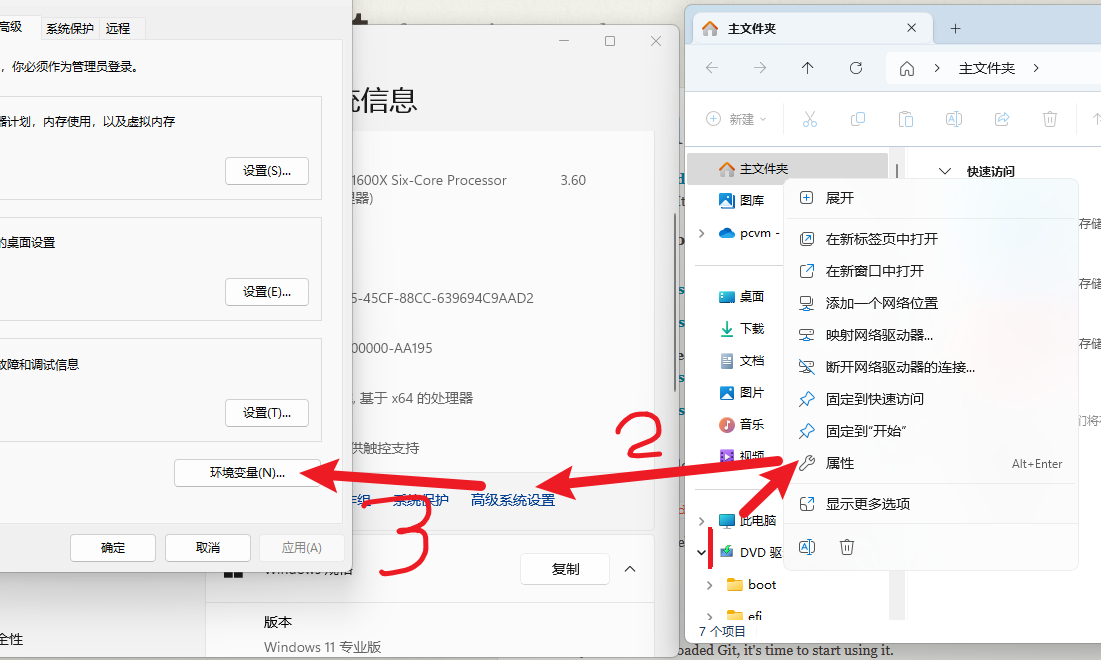 高级 系统保护 远程
，你必须作为管理员登录。
计划，内存使用，以及虚拟内存
设置(S)...
的桌面设置
设置(E)...
故障和调试信息
设置(T)...
环境变量(N)...
确定 取消 应用(A)
全性
统信息
1600X Six-Core Processor 3.60
理器)
5-45CF-88CC-639694C9AAD2
00000-AA195
, 基于 x64 的处理器
供触控支持
作组 系统保护 高级系统设置
2
3
复制
版本
Windows 11 专业版
主文件夹
主文件夹
新建
主文件夹
图库
pcvm -
桌面
下载
文档
图片
音乐
视频
此电脑
DVD 驱
boot
efi
7 个项目
快速访问
存储
存储
存储
展开
在新标签页中打开
在新窗口中打开
添加一个网络位置
映射网络驱动器...
断开网络驱动器的连接...
固定到快速访问
固定到"开始"
属性 Alt+Enter
显示更多选项
oaded Git, it's time to start using it.